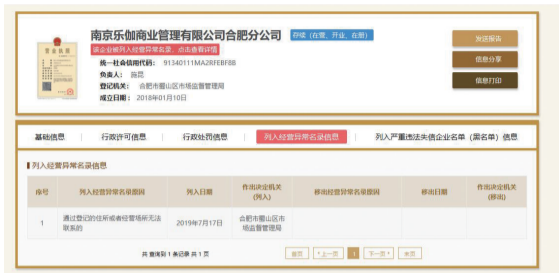 南京乐伽商业管理有限公司合肥分公司 存续（在营、开业、在册）
该企业被列入经营异常名录，点击查看详情
统一社会信用代码： 91340111MA2RFEBF8B
负责人： 施昆
登记机关： 合肥市蜀山区市场监督管理局
成立日期： 2018年01月10日
发送报告
信息分享
信息打印
营业执照
基础信息 行政许可信息 行政处罚信息 列入经营异常名录信息 列入严重违法失信企业名单（黑名单）信息
列入经营异常名录信息
序号 列入经营异常名录原因 列入日期 作出决定机关（列入） 移出经营异常名录原因 移出日期 作出决定机关（移出）
1 通过登记的住所或者经营场所无法联系的 2019年7月17日 合肥市蜀山区市场监督管理局
共 查询到 1 条记录 共 1 页 首页 上一页 1 下一页 末页